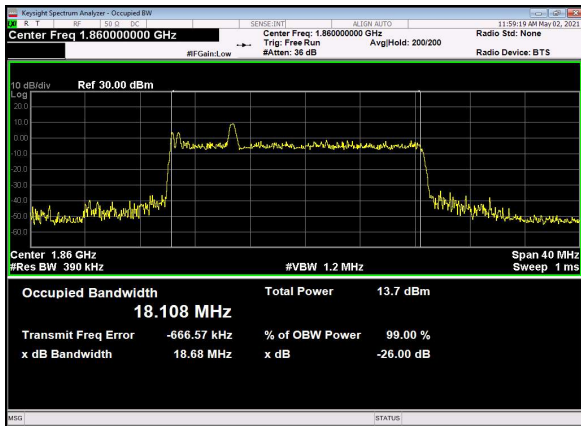 Keysight Spectrum Analyzer - Occupied BW
R T RF 50 Ω DC SENSE:INT ALIGN AUTO 11:59:19 AM May 02, 2021
Center Freq 1.860000000 GHz Center Freq: 1.860000000 GHz Radio Std: None
Trig: Free Run Avg|Hold: 200/200
#IFGain:Low #Atten: 36 dB Radio Device: BTS
10 dB/div Ref 30.00 dBm
Log
20.0
10.0
0.00
-10.0
-20.0
-30.0
-40.0
-50.0
-60.0
Center 1.86 GHz Span 40 MHz
#Res BW 390 kHz #VBW 1.2 MHz Sweep 1 ms
Occupied Bandwidth Total Power 13.7 dBm
18.108 MHz
Transmit Freq Error -666.57 kHz % of OBW Power 99.00 %
x dB Bandwidth 18.68 MHz x dB -26.00 dB
MSG STATUS